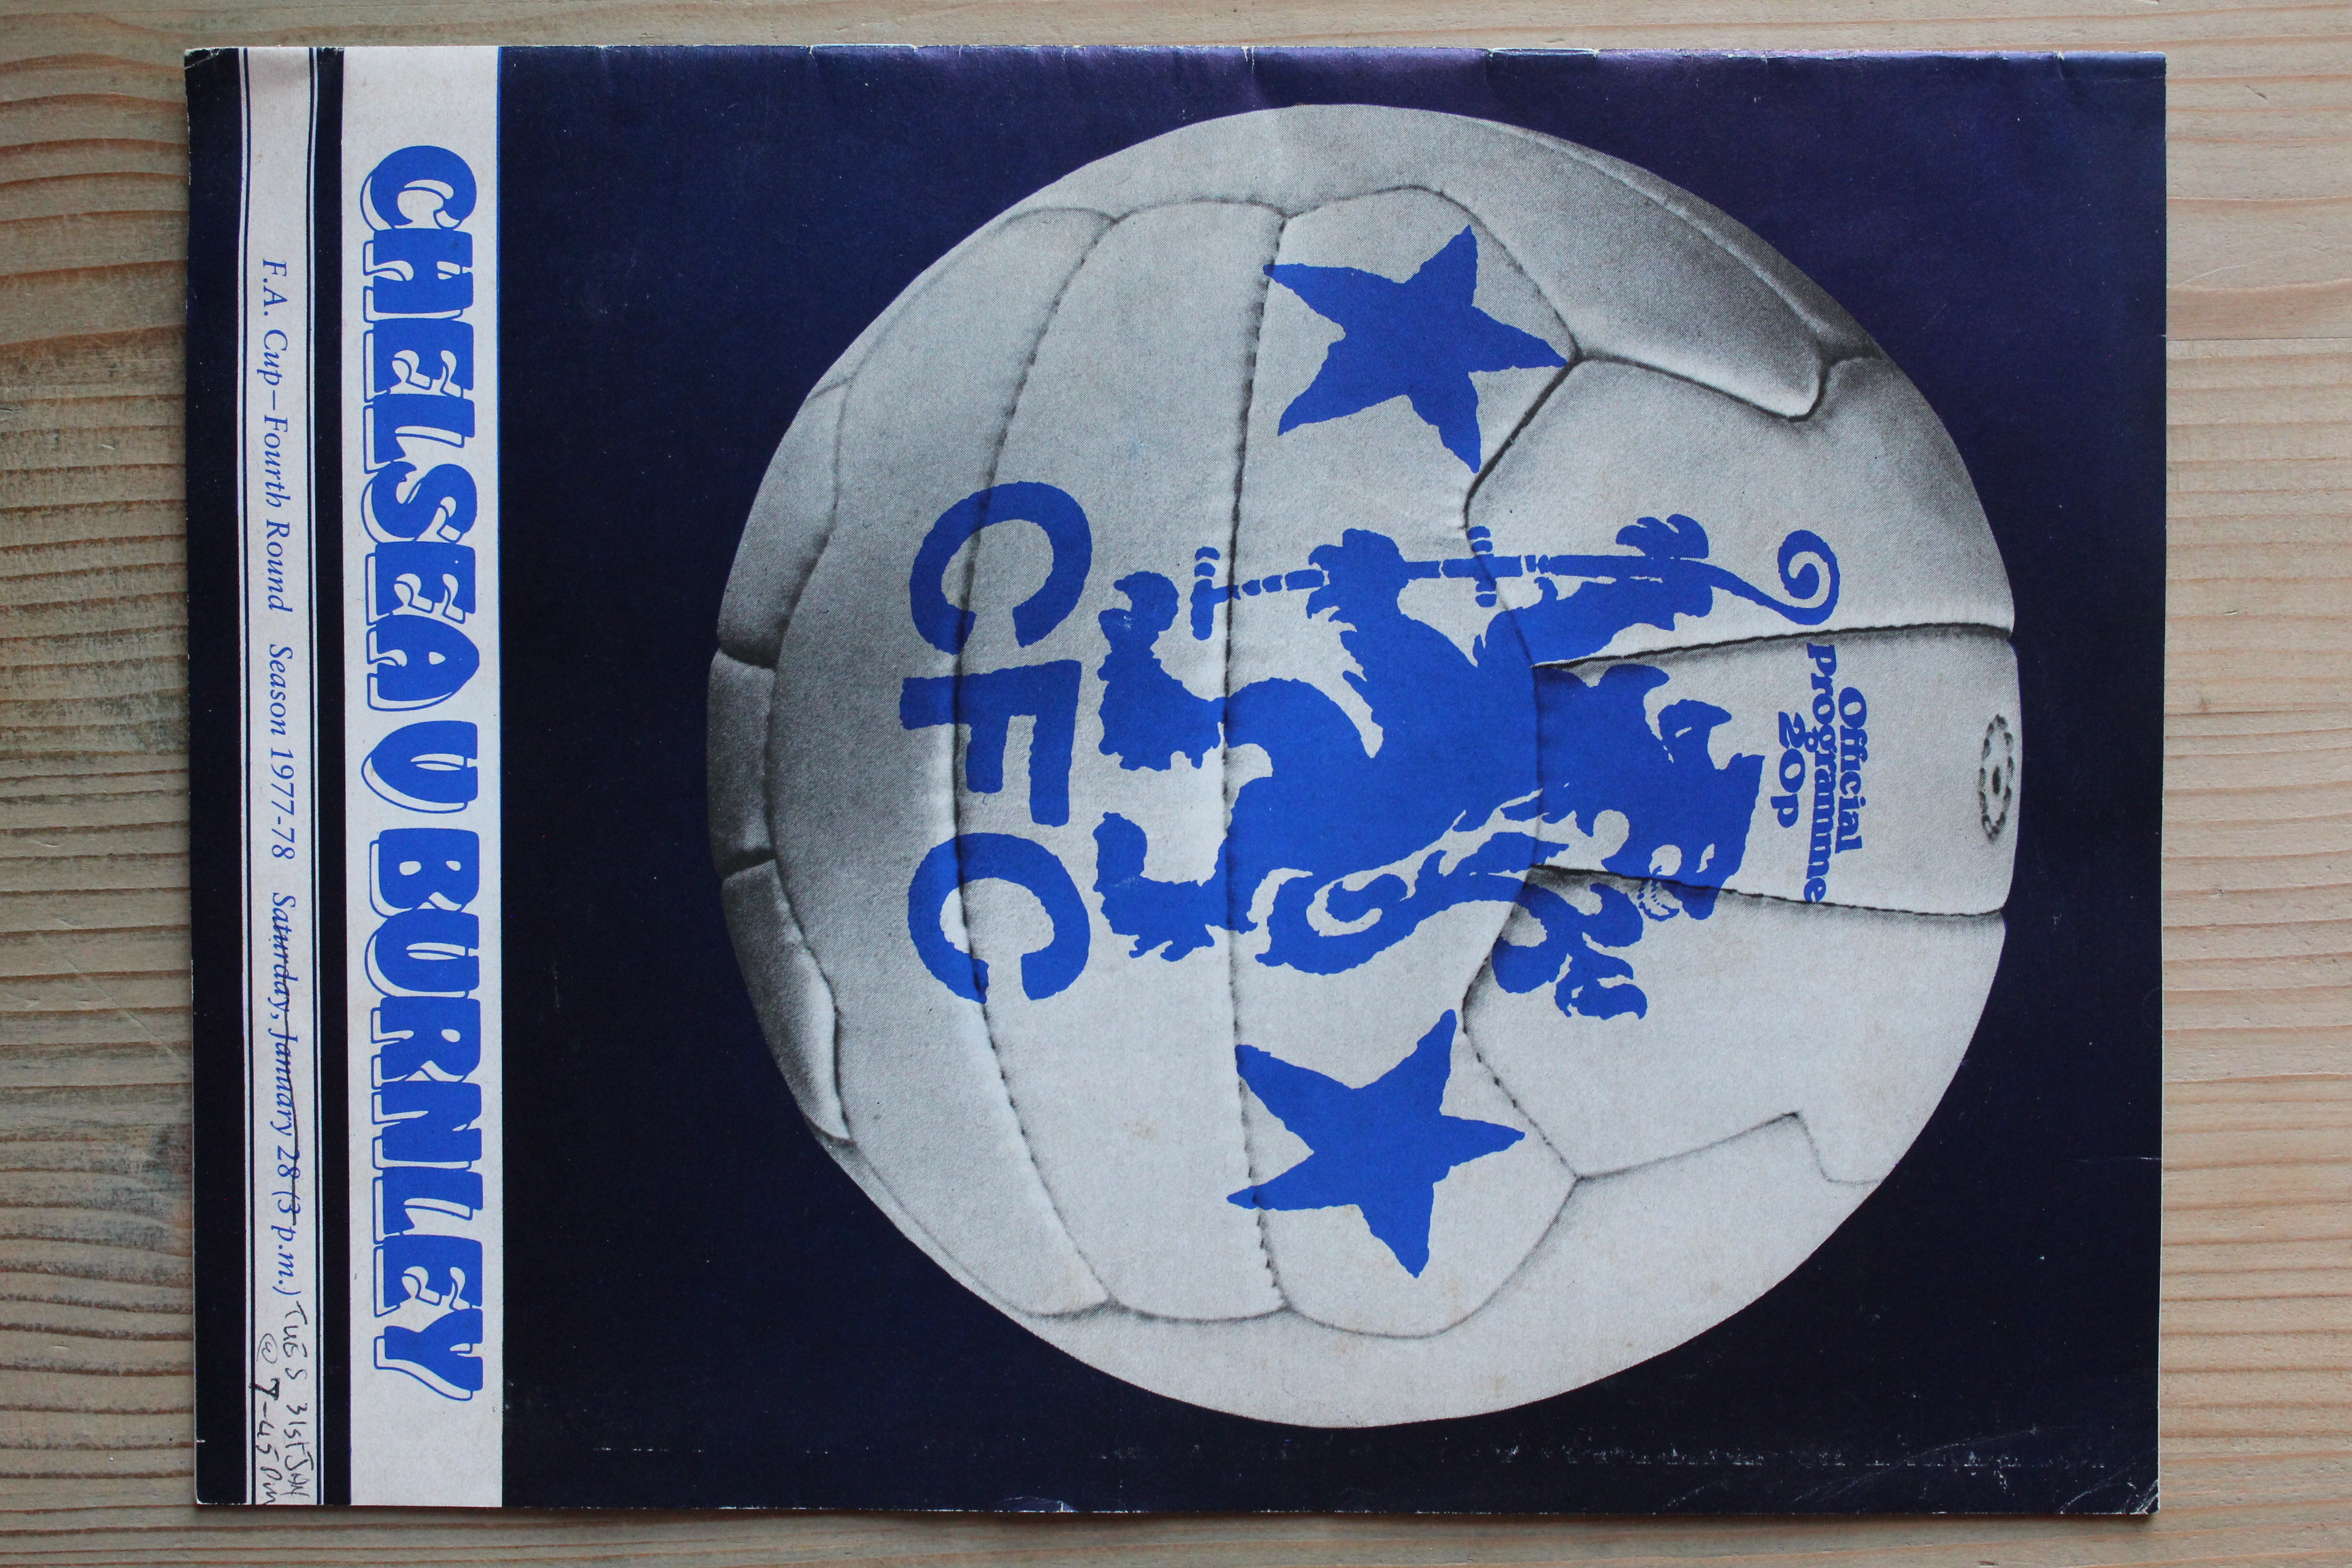 Official
Programme
20p
CFC
CHELSEA V BURNLEY
F.A. Cup—Fourth Round Season 1977-78 Saturday, January 28 (3 p.m.) TUES 31st JAN
@ 7-45 pm